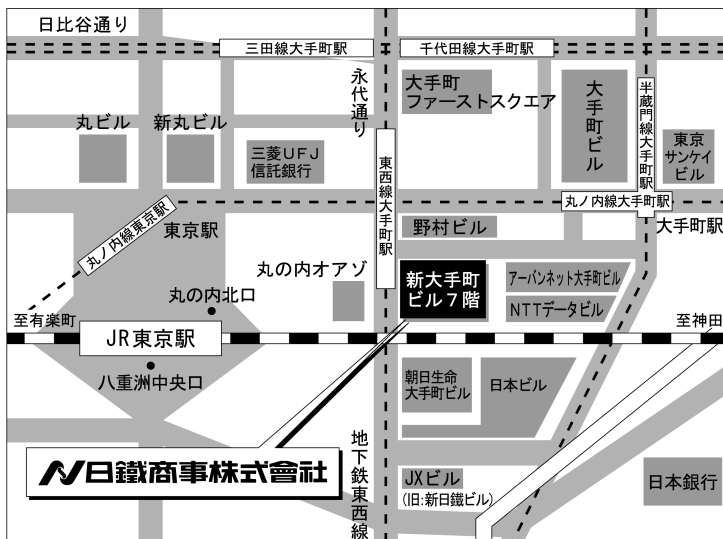 日比谷通り
三田線大手町駅
千代田線大手町駅
永代通り
大手町
ファーストスクエア
大手町ビル
半蔵門線大手町駅
丸ビル
新丸ビル
三菱UFJ
信託銀行
東西線大手町駅
東京
サンケイ
ビル
丸ノ内線東京駅
丸ノ内線大手町駅
東京駅
野村ビル
大手町駅
丸の内オアゾ
新大手町
ビル7階
アーバンネット大手町ビル
NTTデータビル
丸の内北口
至有楽町
至神田
JR東京駅
八重洲中央口
朝日生命
大手町ビル
日本ビル
地下鉄東西線
日鐵商事株式會社
JXビル
(旧:新日鐵ビル)
日本銀行